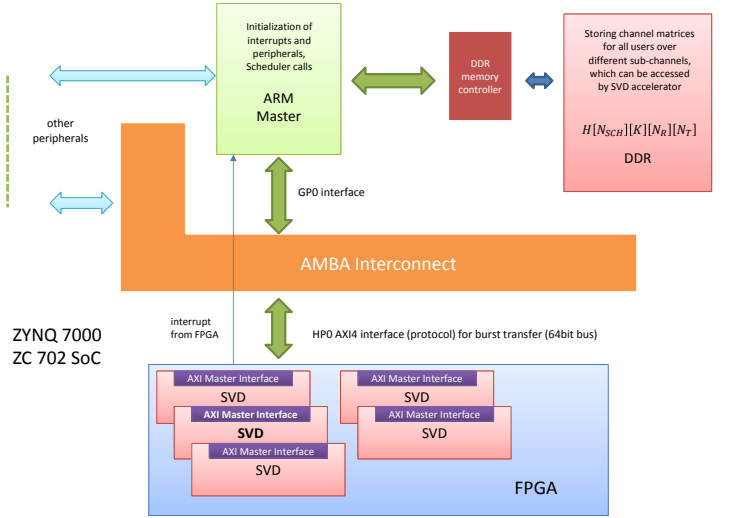 Initialization of
interrupts and
peripherals,
Scheduler calls
ARM
Master
DDR
memory
controller
Storing channel matrices
for all users over
different sub-channels,
which can be accessed
by SVD accelerator
H[N_SCH][K][N_R][N_T]
DDR
other
peripherals
GP0 interface
AMBA Interconnect
interrupt
from FPGA
HP0 AXI4 interface (protocol) for burst transfer (64bit bus)
ZYNQ 7000
ZC 702 SoC
AXI Master Interface
SVD
AXI Master Interface
SVD
AXI Master Interface
SVD
AXI Master Interface
SVD
AXI Master Interface
SVD
FPGA